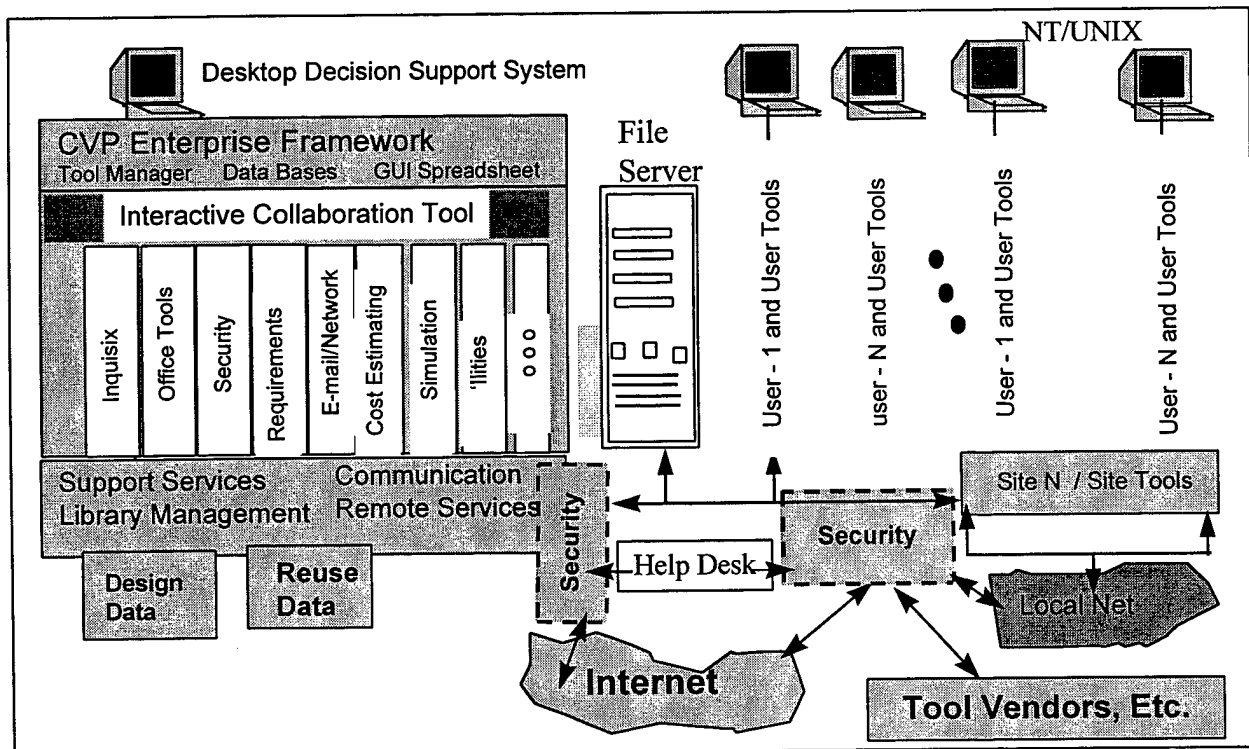 NT/UNIX
Desktop Decision Support System
CVP Enterprise Framework
Tool Manager Data Bases GUI Spreadsheet
Interactive Collaboration Tool
Inquisix
Office Tools
Security
Requirements
E-mail/Network
Cost Estimating
Simulation
'llities
o o o
File
Server
User - 1 and User Tools
user - N and User Tools
User - 1 and User Tools
User - N and User Tools
Support Services
Library Management
Communication
Remote Services
Security
Design
Data
Reuse
Data
Help Desk
Security
Site N / Site Tools
Local Net
Internet
Tool Vendors, Etc.